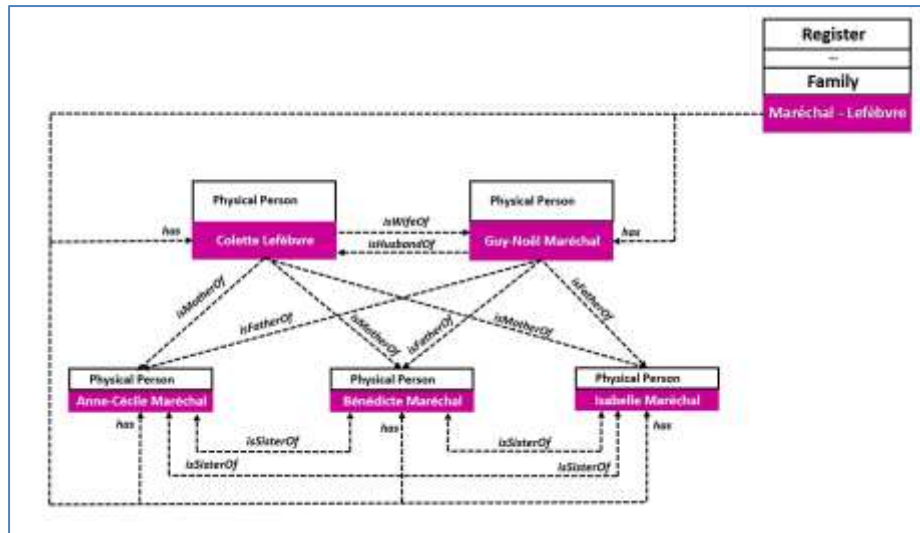 Register
...
Family
Maréchal - Lefèbvre
Physical Person
Physical Person
has
isWifeOf
has
Colette Lefèbvre
Guy-Noël Maréchal
isHusbandOf
isMotherOf
isFatherOf
isMotherOf
isFatherOf
isMotherOf
isFatherOf
Physical Person
Physical Person
Physical Person
Anne-Cécile Maréchal
Bénédicte Maréchal
Isabelle Maréchal
has
has
has
isSisterOf
isSisterOf
isSisterOf
isSisterOf